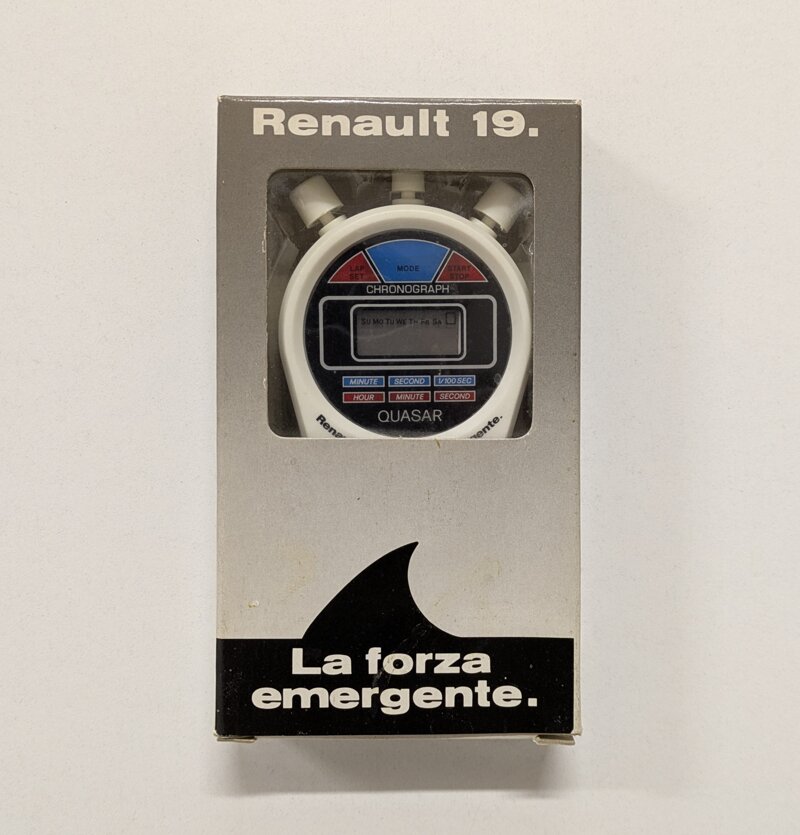 Renault 19.
LAP SET
MODE
START STOP
CHRONOGRAPH
SU MO TU WE TH FR SA
MINUTE SECOND 1/100 SEC
HOUR MINUTE SECOND
QUASAR
La forza
emergente.